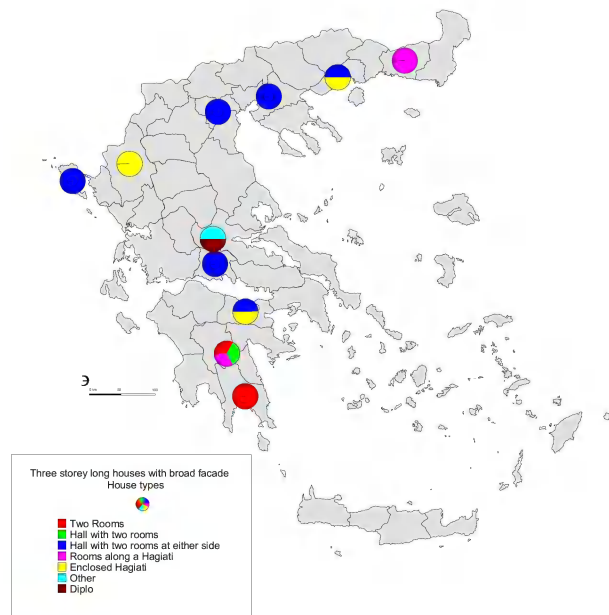 Three storey long houses with broad facade
House types
Two Rooms
Hall with two rooms
Hall with two rooms at either side
Rooms along a Hagiati
Enclosed Hagiati
Other
Diplo